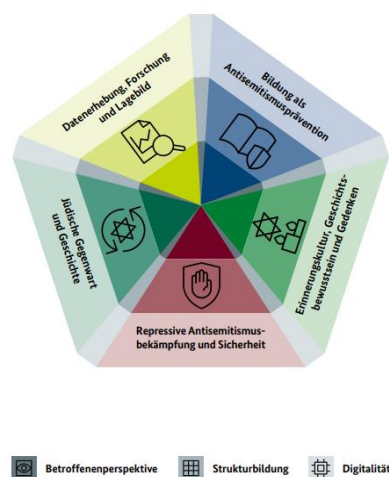 Datenerhebung, Forschung
und Lagebild
Bildung als
Antisemitismusprävention
Jüdische Gegenwart
und Geschichte
Erinnerungskultur, Geschichts-
bewusstsein und Gedenken
Repressive Antisemitismus-
bekämpfung und Sicherheit
Betroffenenperspektive
Strukturbildung
Digitalität